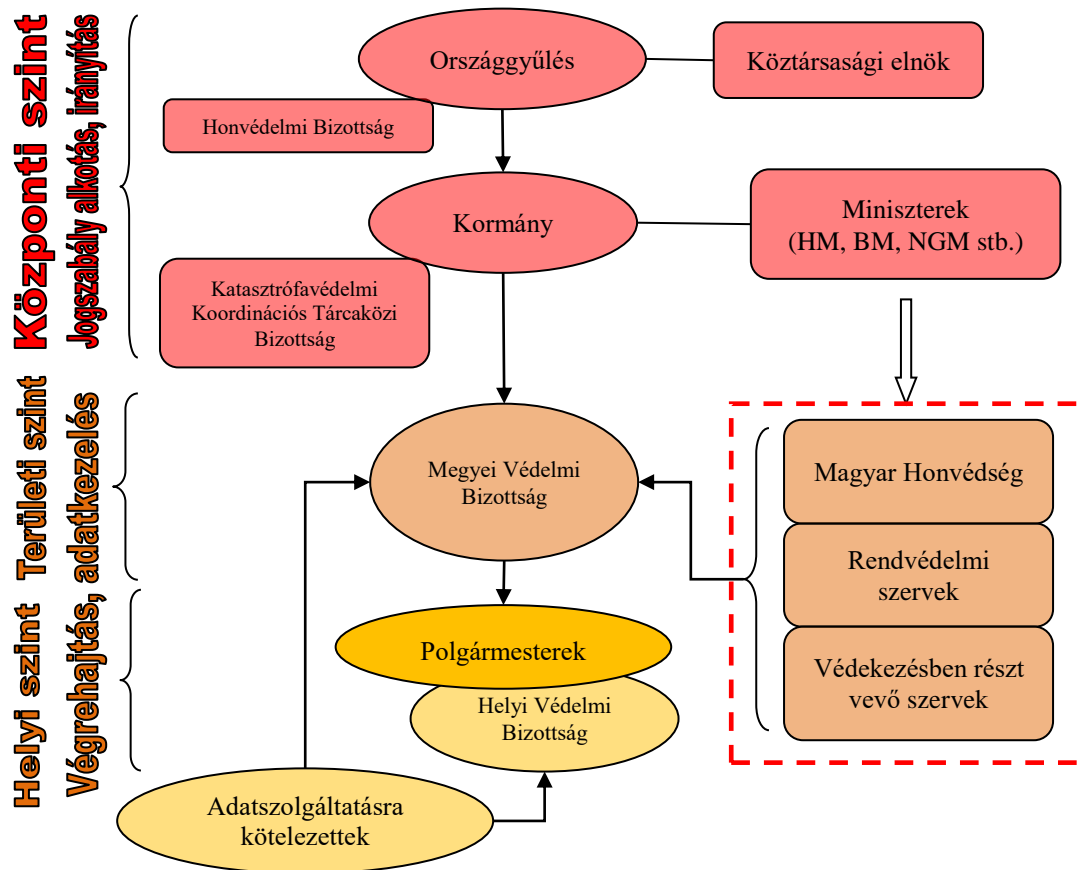 Központi szint
Jogszabály alkotás, irányítás
Országgyűlés
Köztársasági elnök
Honvédelmi Bizottság
Kormány
Miniszterek
(HM, BM, NGM stb.)
Katasztrófavédelmi
Koordinációs Tárcaközi
Bizottság
Területi szint
Végrehajtás, adatkezelés
Helyi szint
Megyei Védelmi
Bizottság
Magyar Honvédség
Rendvédelmi
szervek
Védekezésben részt
vevő szervek
Polgármesterek
Helyi Védelmi
Bizottság
Adatszolgáltatásra
kötelezettek